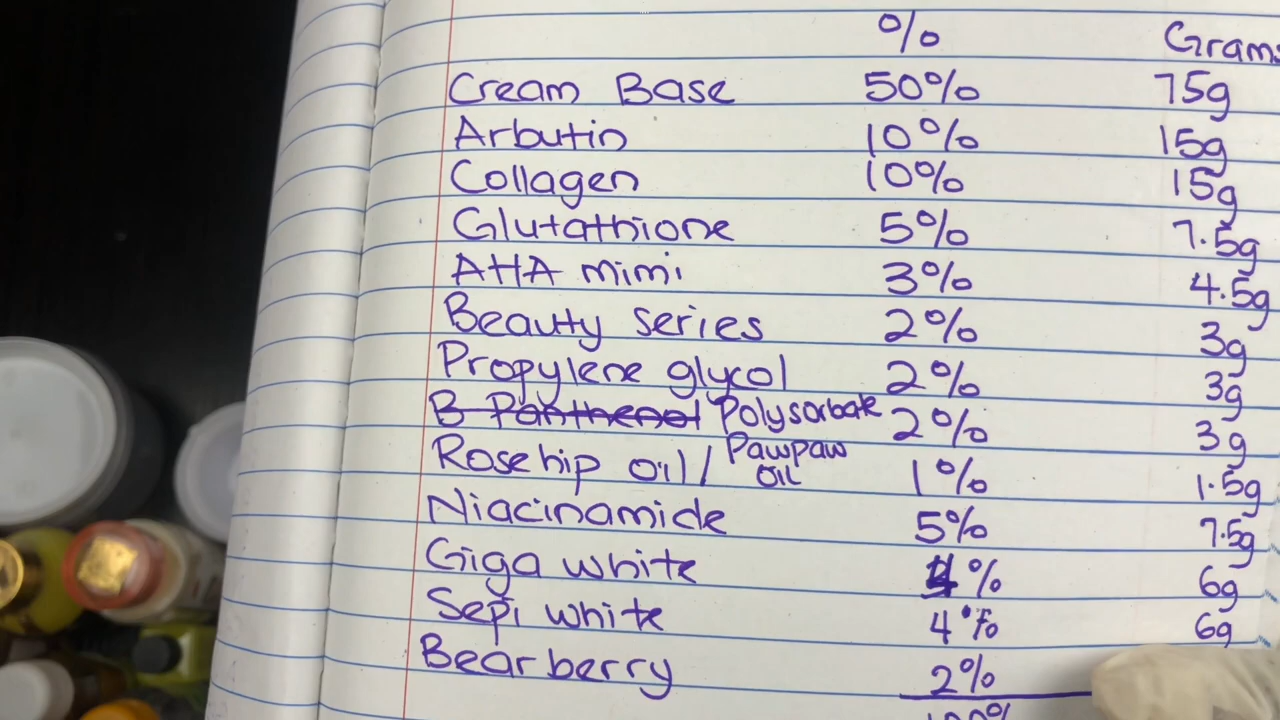 % Grams
Cream Base 50% 75g
Arbutin 10% 15g
Collagen 10% 15g
Glutathione 5% 7.5g
AHA mimi 3% 4.5g
Beauty series 2% 3g
Propylene glycol 2% 3g
B Panthenol Polysorbate 2% 3g
Rosehip oil / Pawpaw OIL 1% 1.5g
Niacinamide 5% 7.5g
Giga white 4% 6g
Sepi white 4% 6g
Bearberry 2%
100%